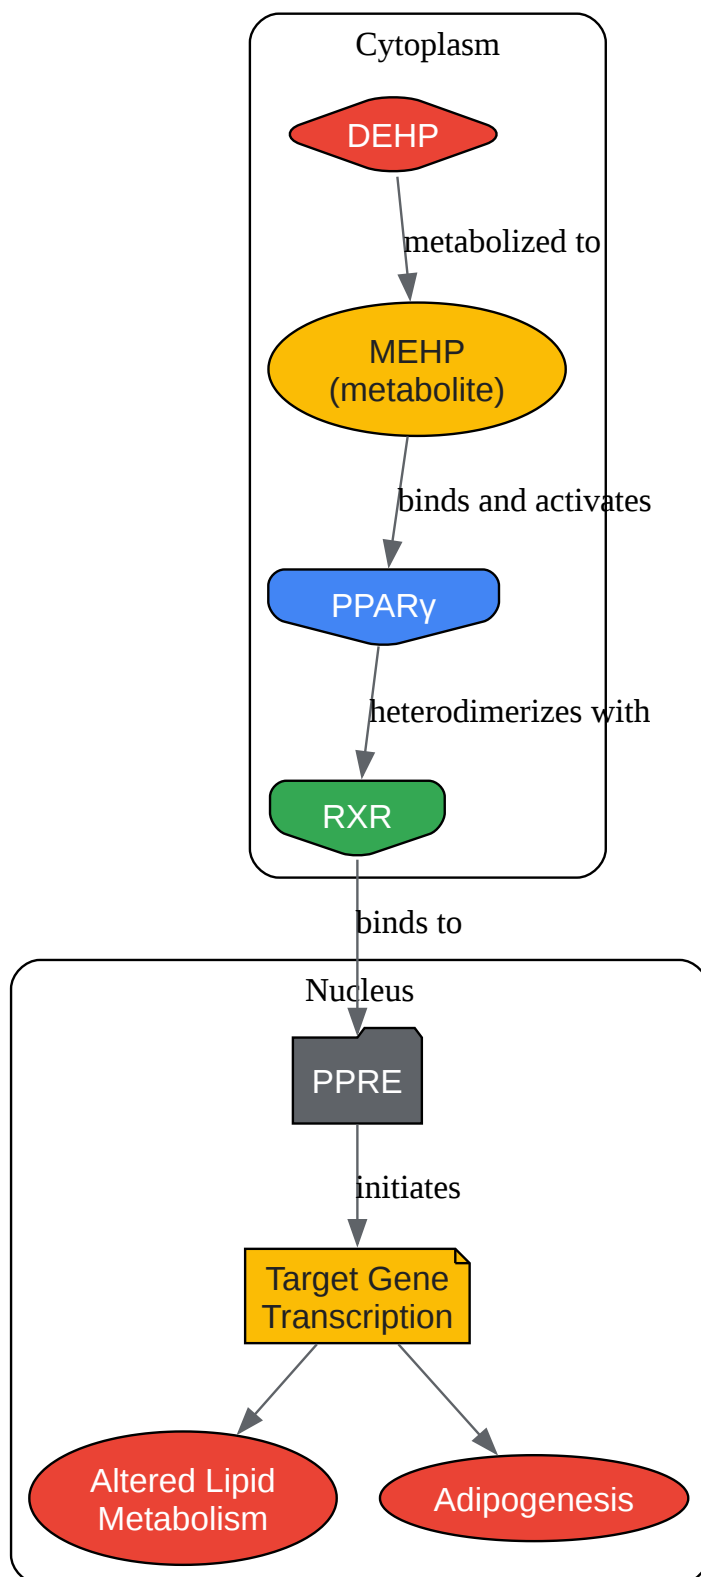 Cytoplasm
DEHP
metabolized to
MEHP
(metabolite)
binds and activates
PPARγ
heterodimerizes with
RXR
binds to
Nucleus
PPRE
initiates
Target Gene
Transcription
Altered Lipid
Metabolism
Adipogenesis